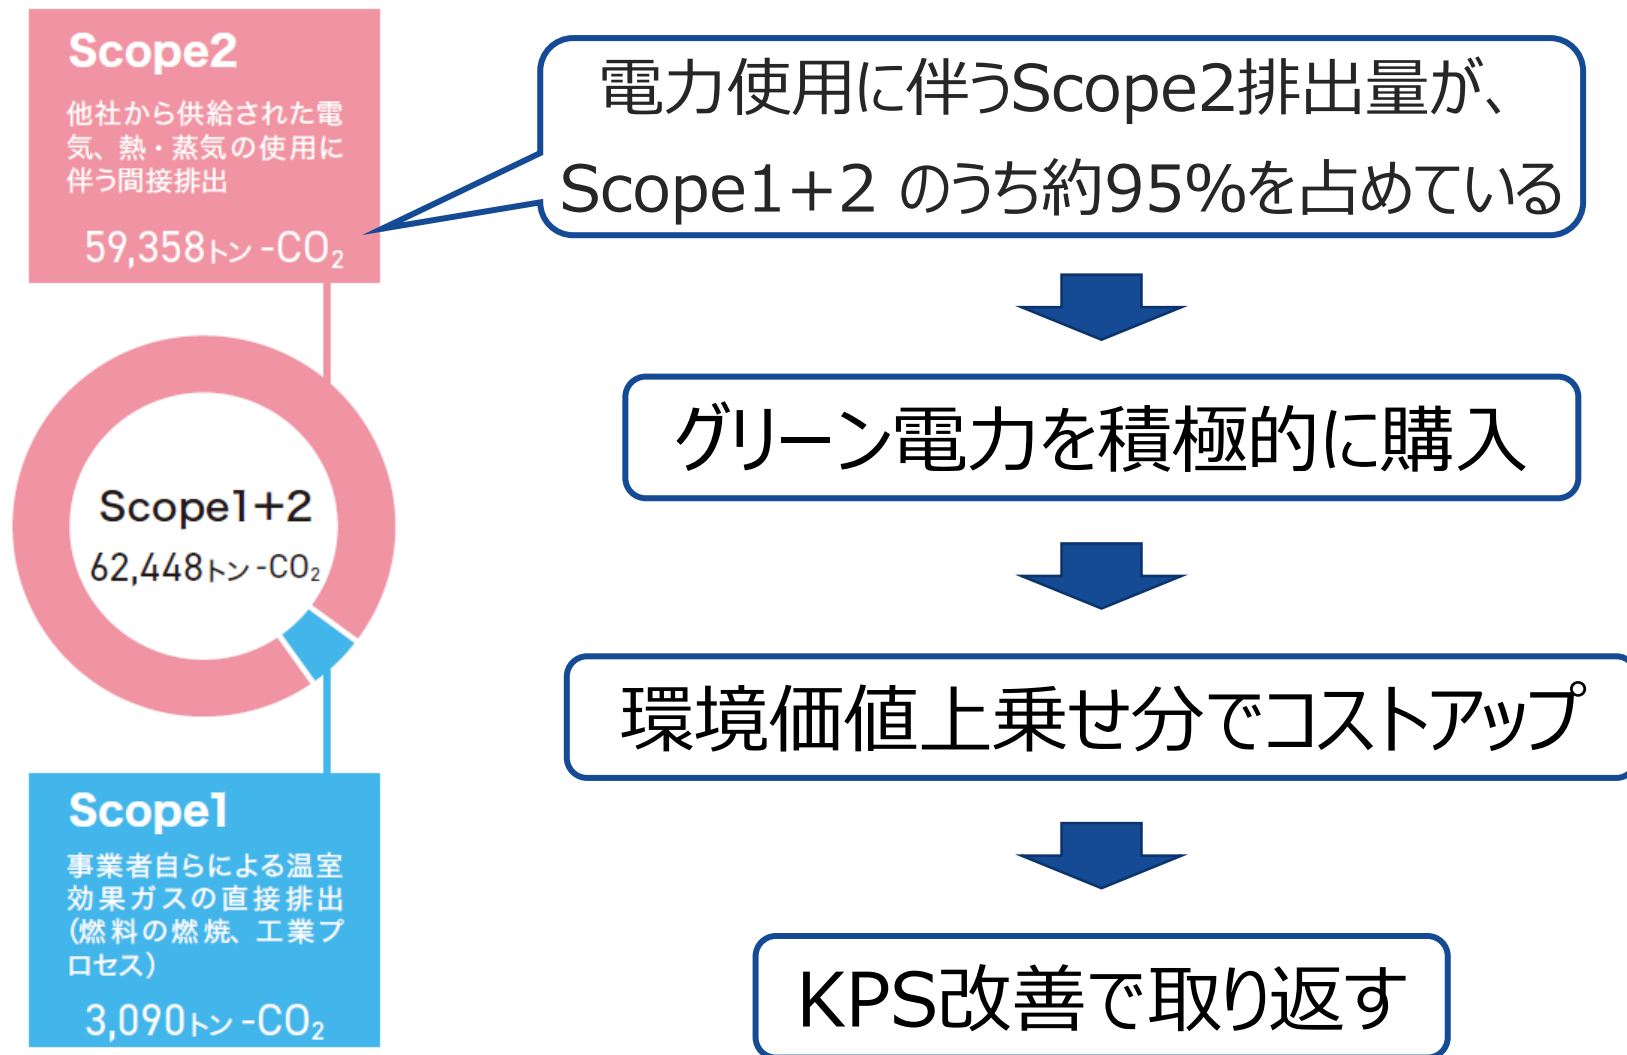 Scope2
他社から供給された電
気、熱・蒸気の使用に
伴う間接排出
59,358トン-CO₂
電力使用に伴うScope2排出量が、
Scope1+2 のうち約95%を占めている
グリーン電力を積極的に購入
環境価値上乗せ分でコストアップ
KPS改善で取り返す
Scope1+2
62,448トン-CO₂
Scope1
事業者自らによる温室
効果ガスの直接排出
(燃料の燃焼、工業プ
ロセス)
3,090トン-CO₂